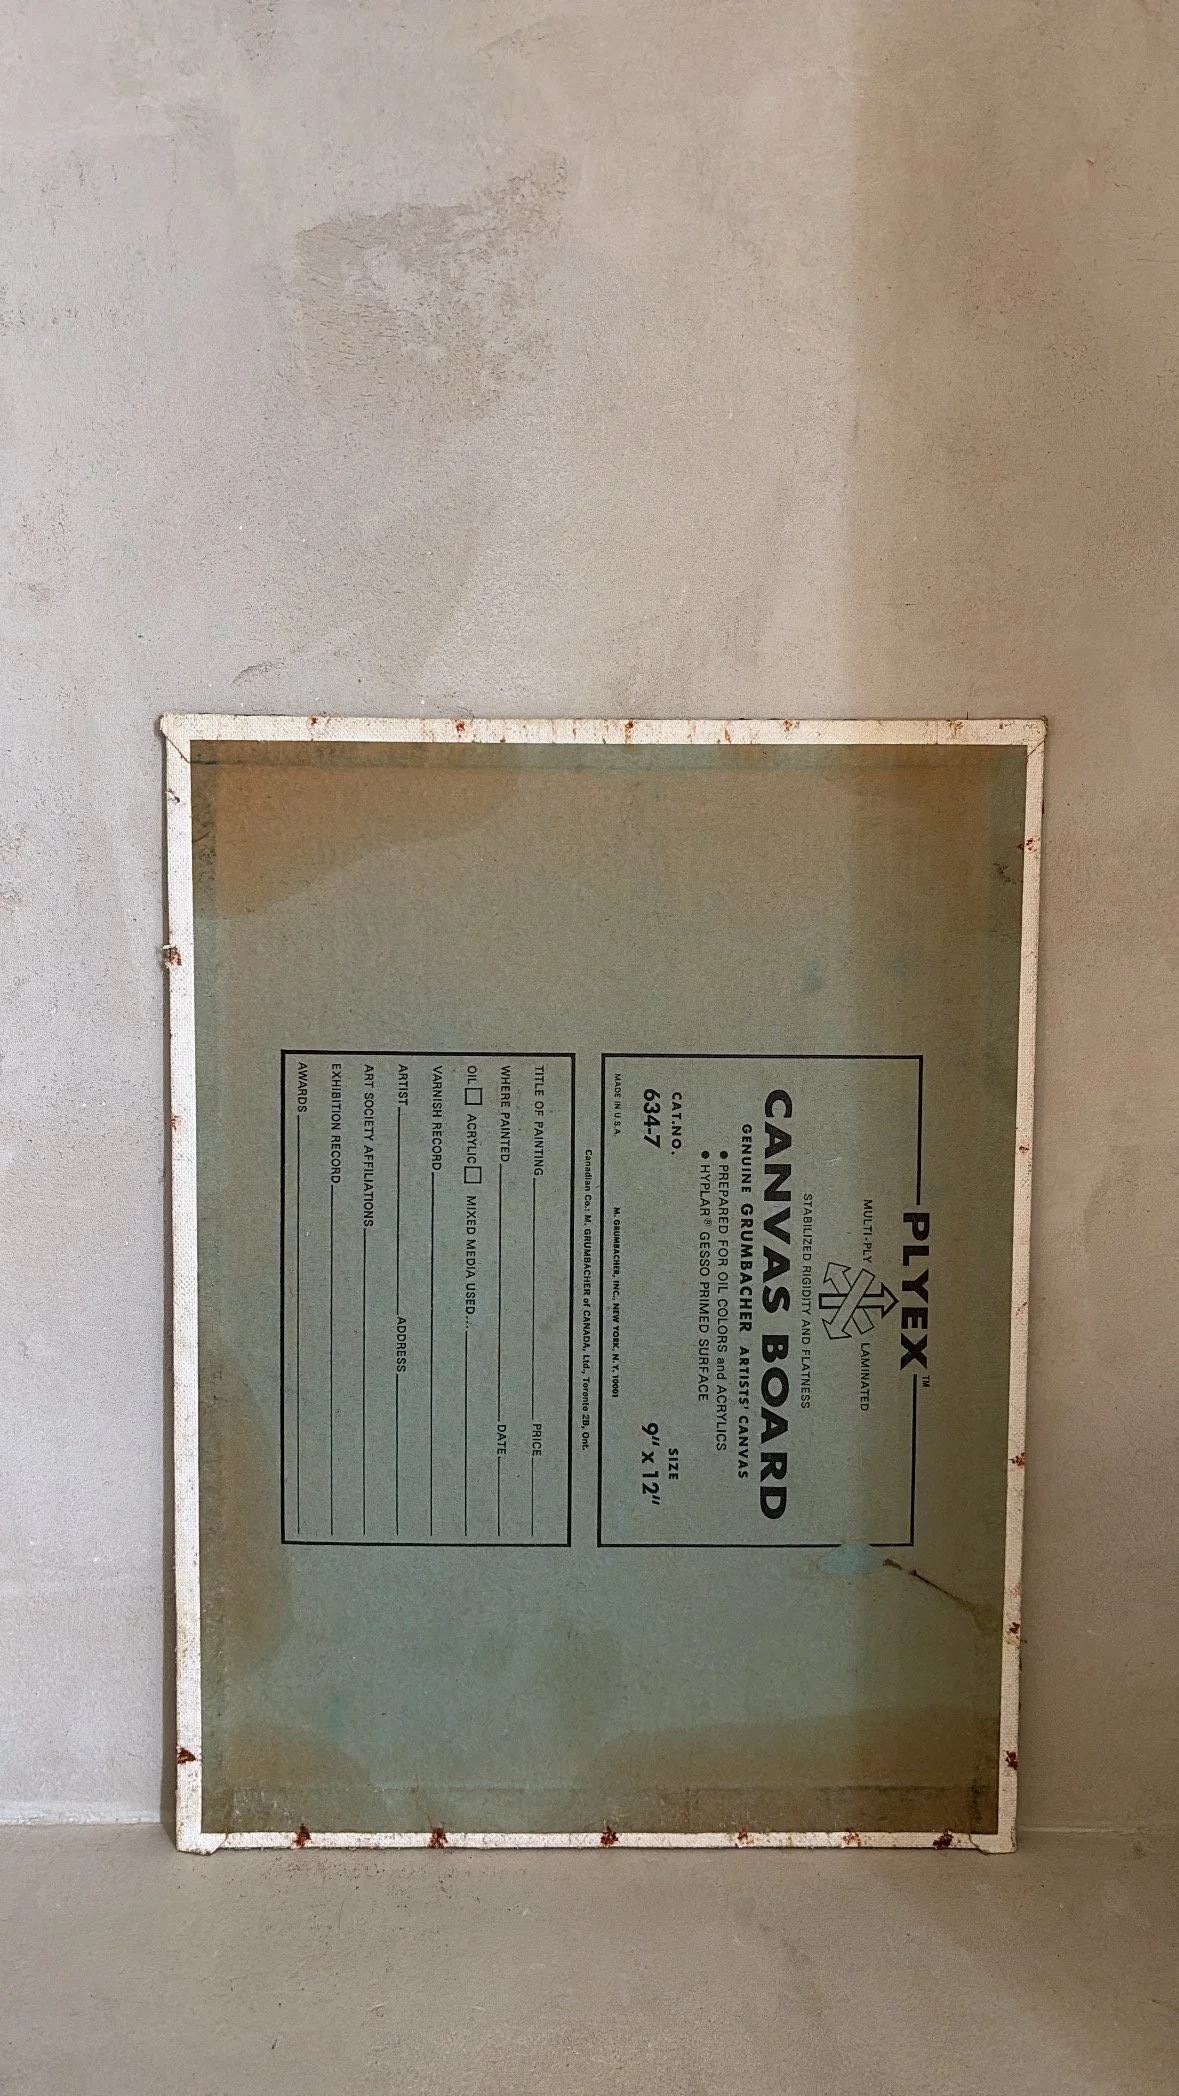 PLYEX™
MULTI-PLY LAMINATED
STABILIZED RIGIDITY AND FLATNESS
CANVAS BOARD
GENUINE GRUMBACHER ARTISTS' CANVAS
● PREPARED FOR OIL COLORS and ACRYLICS
● HYPLAR® GESSO PRIMED SURFACE
CAT.NO. SIZE
634-7 9" x 12"
MADE IN U.S.A. M. GRUMBACHER, INC., NEW YORK, N.Y. 10001
Canadian Co.: M. GRUMBACHER of CANADA, Ltd., Toronto 2B, Ont.
TITLE OF PAINTING PRICE
WHERE PAINTED DATE
OIL ACRYLIC MIXED MEDIA USED...
VARNISH RECORD
ARTIST ADDRESS
ART SOCIETY AFFILIATIONS
EXHIBITION RECORD
AWARDS